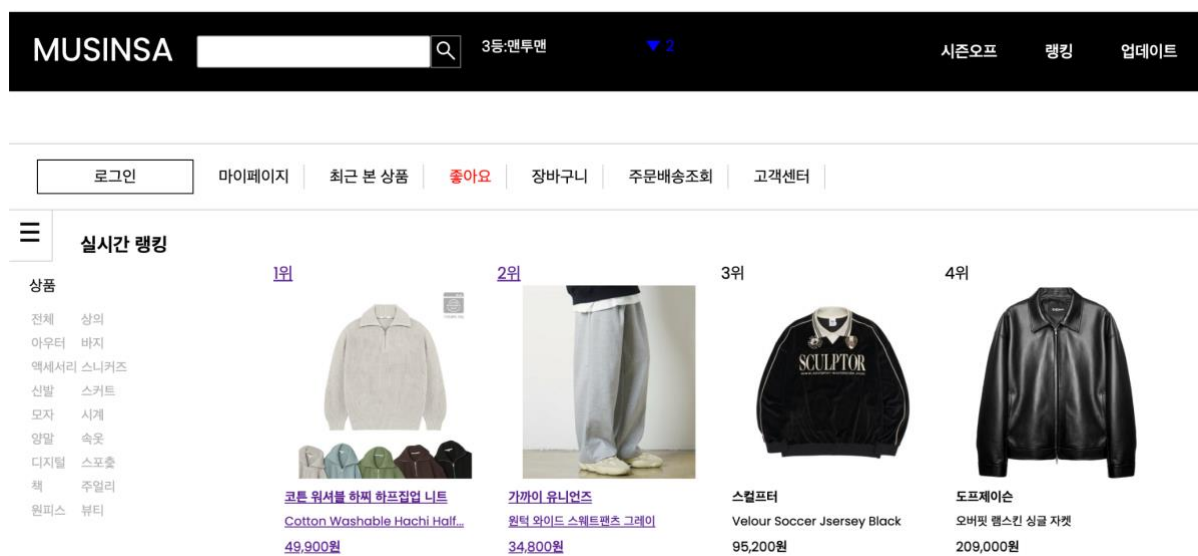 MUSINSA
3등:맨투맨 ▼ 2
시즌오프 랭킹 업데이트
로그인 마이페이지 최근 본 상품 좋아요 장바구니 주문배송조회 고객센터
☰ 실시간 랭킹
상품
전체 상의
아우터 바지
액세서리 스니커즈
신발 스커트
모자 시계
양말 속옷
디지털 스포츺
책 주얼리
원피스 뷰티
1위
코튼 워셔블 하찌 하프집업 니트
Cotton Washable Hachi Half...
49,900원
2위
가까이 유니언즈
원턱 와이드 스웨트팬츠 그레이
34,800원
3위
SCULPTOR
스컬프터
Velour Soccer Jsersey Black
95,200원
4위
도프제이슨
오버핏 램스킨 싱글 자켓
209,000원